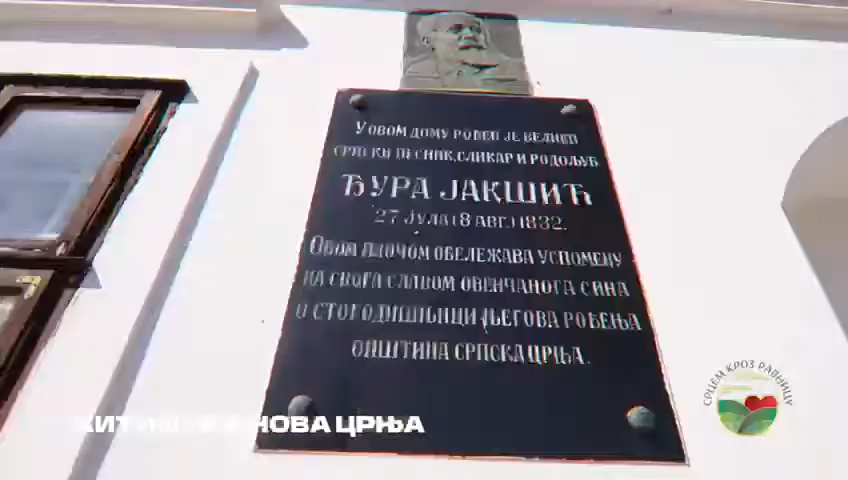 У ОВОМ ДОМУ РОЂЕН ЈЕ ВЕЛИКИ
СРПСКИ ПЕСНИК, СЛИКАР И РОДОЉУБ
ЂУРА ЈАКШИЋ
27 ЈУЛА (8 АВГ.) 1832.
ОВОМ ПЛОЧОМ ОБЕЛЕЖАВА УСПОМЕНУ
НА СВОГА СЛАВОМ ОВЕНЧАНОГА СИНА
О СТОГОДИШЊИЦИ ЊЕГОВА РОЂЕЊА
ОПШТИНА СРПСКА ЦРЊА.
СРЦЕМ КРОЗ РАВНИЦУ
НОВА ЦРЊА